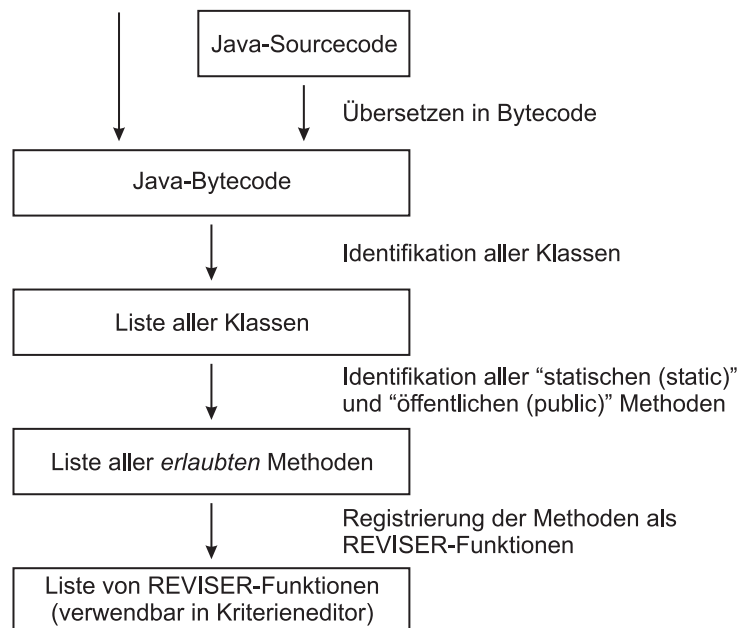 Java-Sourcecode
Übersetzen in Bytecode
Java-Bytecode
Identifikation aller Klassen
Liste aller Klassen
Identifikation aller “statischen (static)”
und “öffentlichen (public)” Methoden
Liste aller erlaubten Methoden
Registrierung der Methoden als
REVISER-Funktionen
Liste von REVISER-Funktionen
(verwendbar in Kriterieneditor)